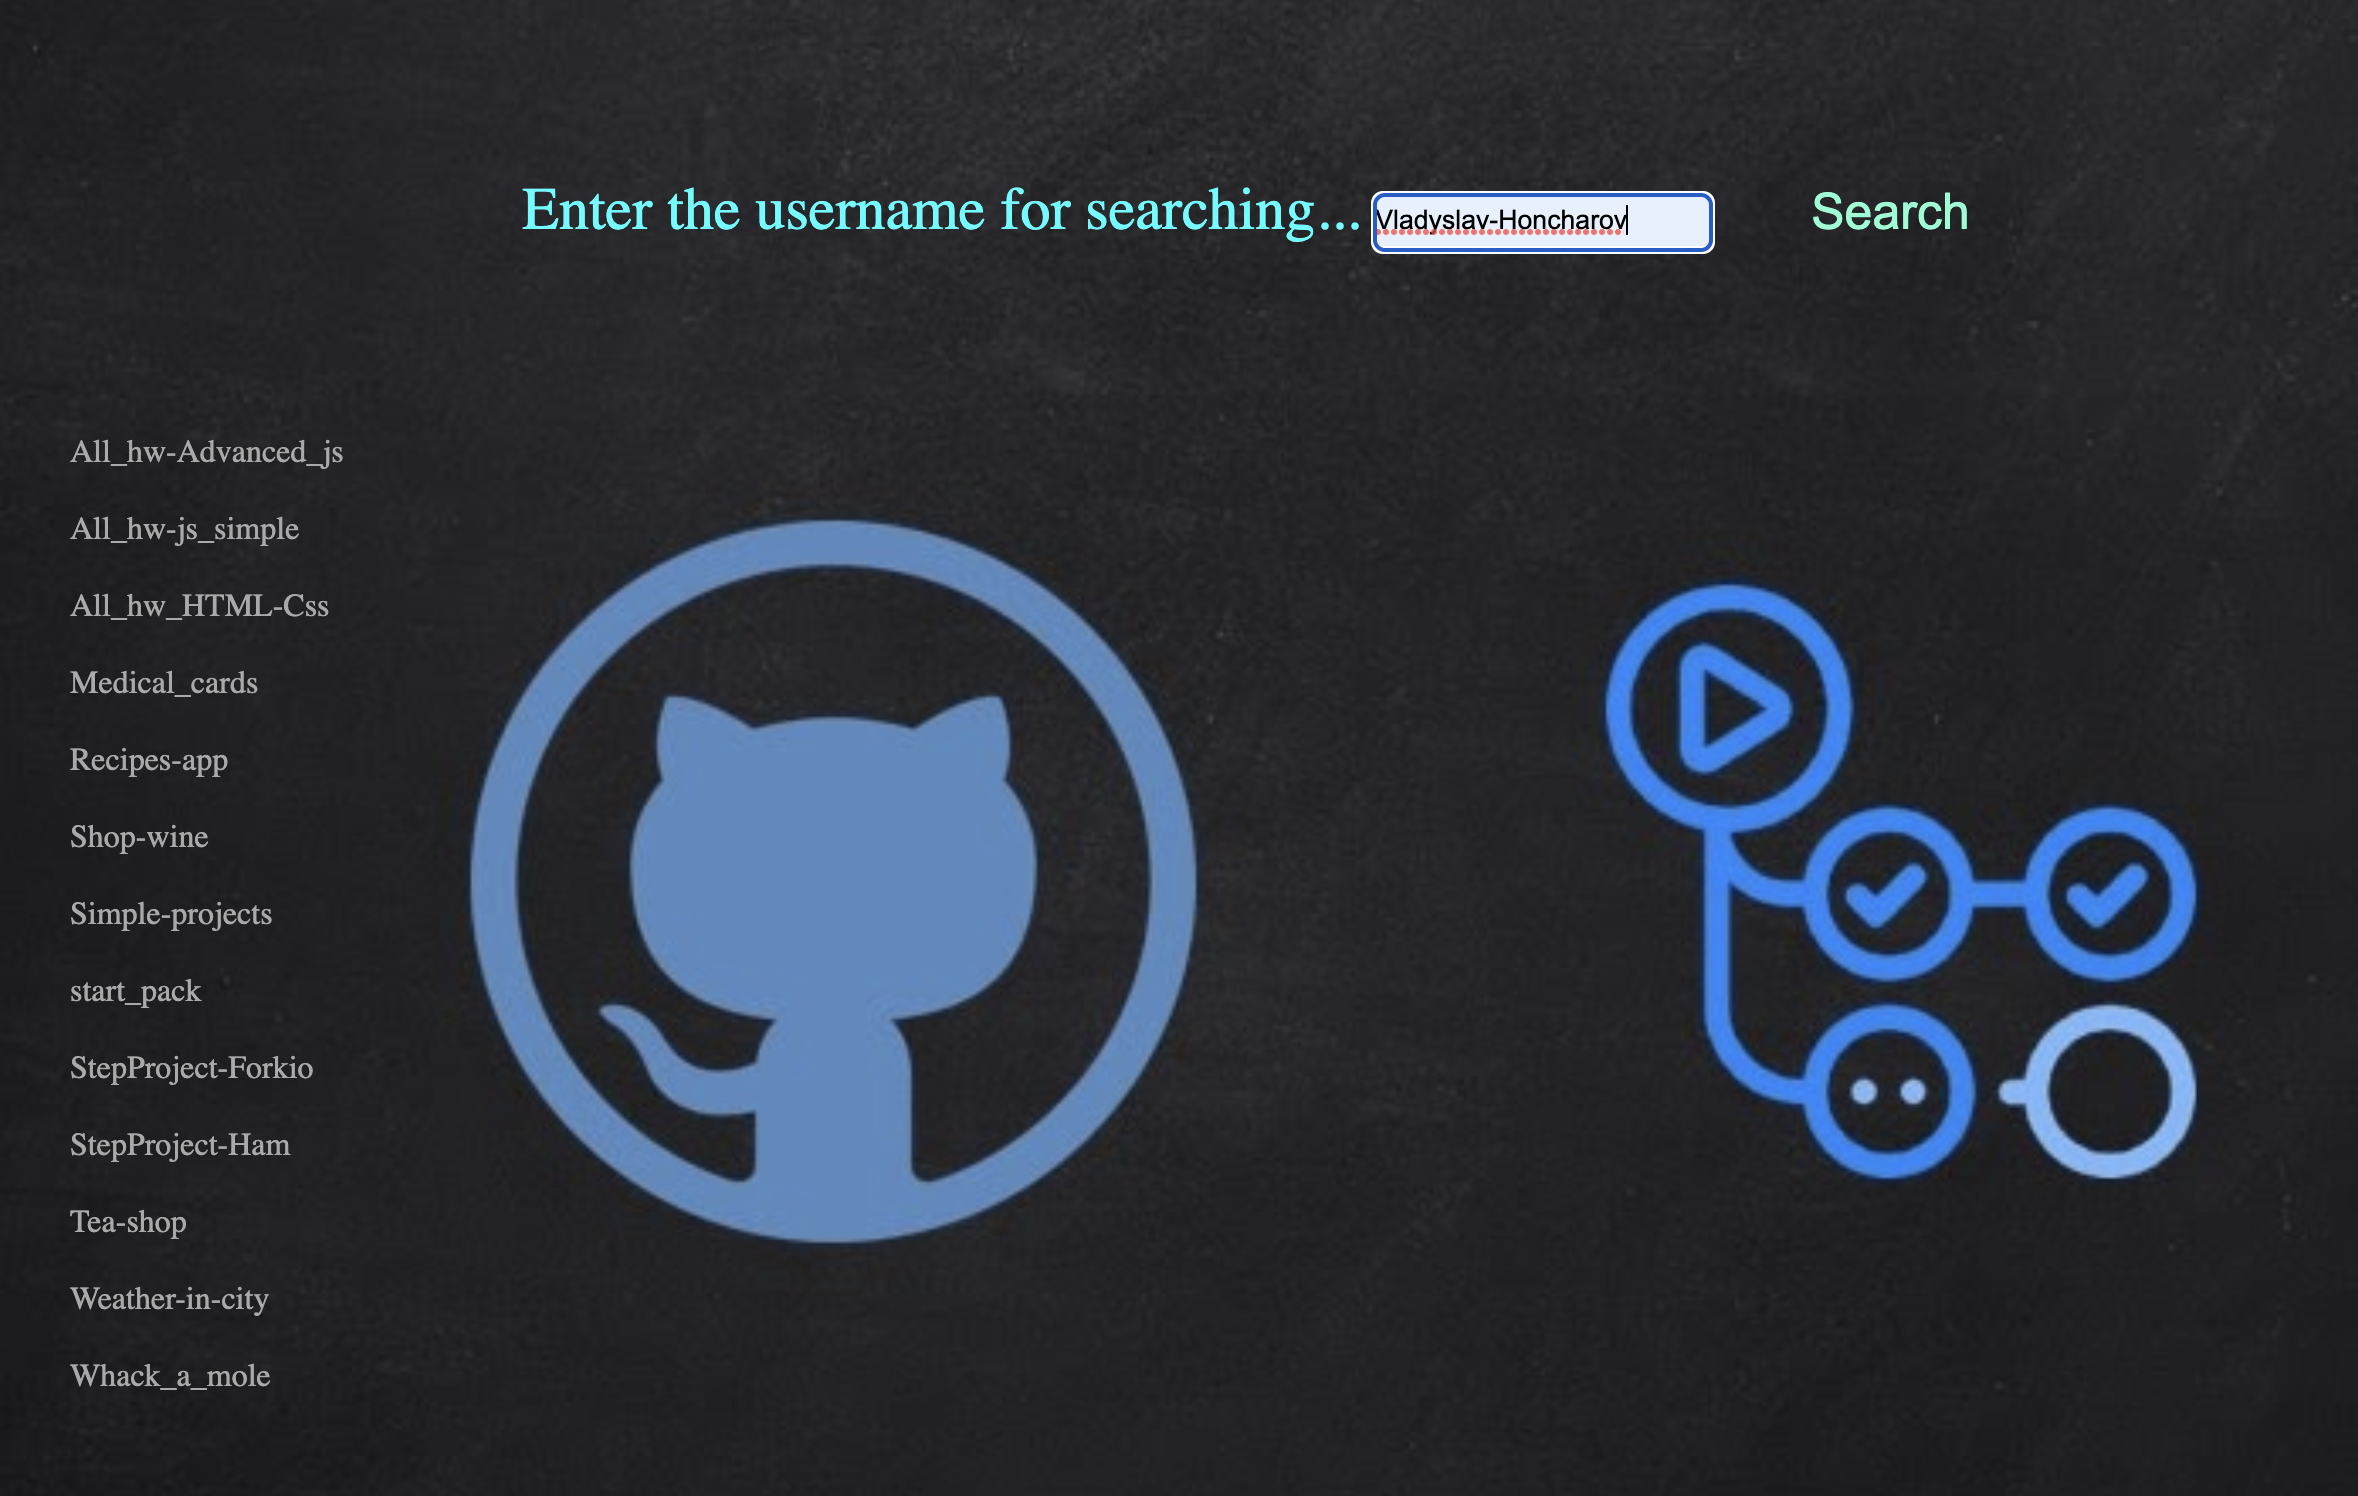 Enter the username for searching... Vladyslav-Honcharov Search
All_hw-Advanced_js
All_hw-js_simple
All_hw_HTML-Css
Medical_cards
Recipes-app
Shop-wine
Simple-projects
start_pack
StepProject-Forkio
StepProject-Ham
Tea-shop
Weather-in-city
Whack_a_mole